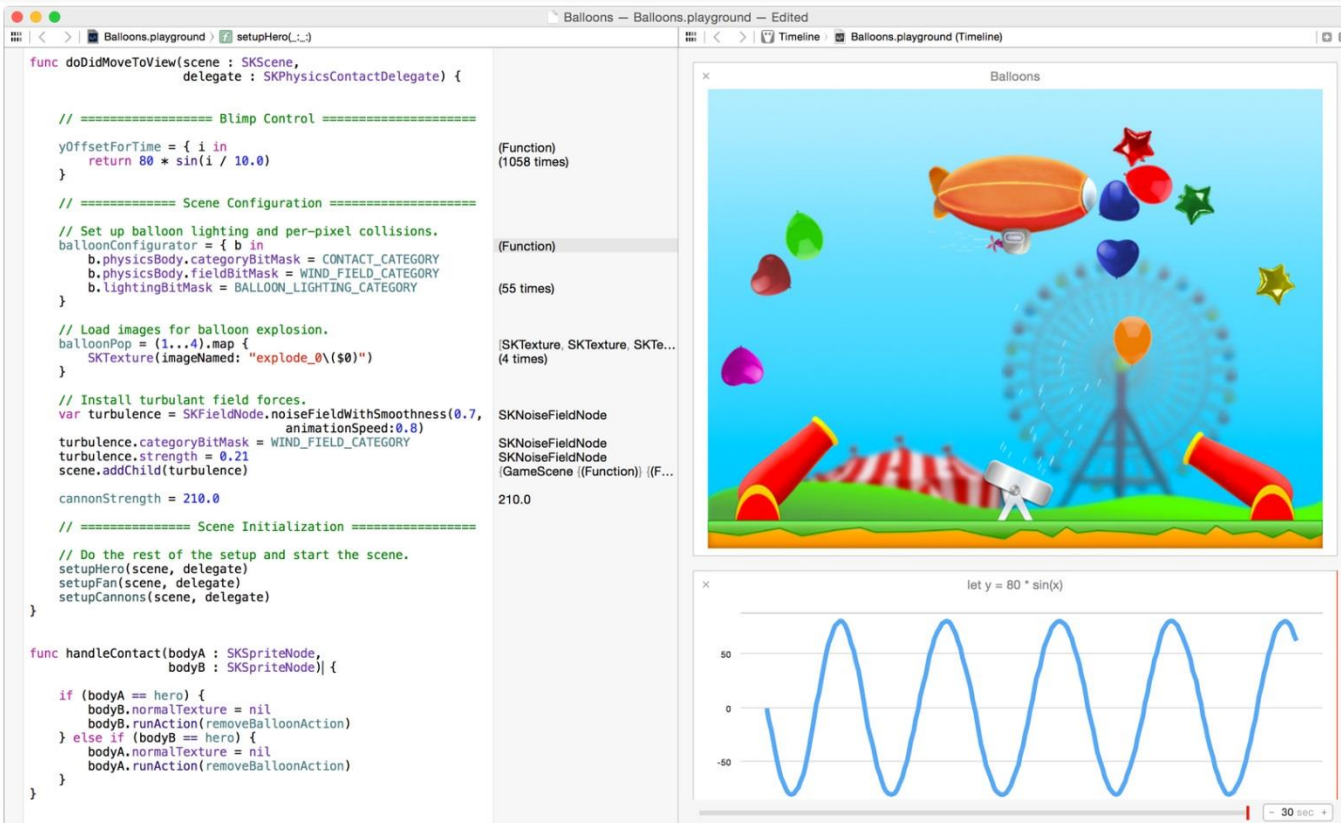 Balloons — Balloons.playground — Edited
Balloons.playground › setupHero(_:_:)
func doDidMoveToView(scene : SKScene,
delegate : SKPhysicsContactDelegate) {
// ================== Blimp Control =====================
yOffsetForTime = { i in
return 80 * sin(i / 10.0)
}
// ============= Scene Configuration ====================
// Set up balloon lighting and per-pixel collisions.
balloonConfigurator = { b in
b.physicsBody.categoryBitMask = CONTACT_CATEGORY
b.physicsBody.fieldBitMask = WIND_FIELD_CATEGORY
b.lightingBitMask = BALLOON_LIGHTING_CATEGORY
}
// Load images for balloon explosion.
balloonPop = (1...4).map {
SKTexture(imageNamed: "explode_0\($0)")
}
// Install turbulant field forces.
var turbulence = SKFieldNode.noiseFieldWithSmoothness(0.7,
animationSpeed:0.8)
turbulence.categoryBitMask = WIND_FIELD_CATEGORY
turbulence.strength = 0.21
scene.addChild(turbulence)
cannonStrength = 210.0
// =============== Scene Initialization =================
// Do the rest of the setup and start the scene.
setupHero(scene, delegate)
setupFan(scene, delegate)
setupCannons(scene, delegate)
}
func handleContact(bodyA : SKSpriteNode,
bodyB : SKSpriteNode) {
if (bodyA == hero) {
bodyB.normalTexture = nil
bodyB.runAction(removeBalloonAction)
} else if (bodyB == hero) {
bodyA.normalTexture = nil
bodyA.runAction(removeBalloonAction)
}
}
(Function)
(1058 times)
(Function)
(55 times)
[SKTexture, SKTexture, SKTe...
(4 times)
SKNoiseFieldNode
SKNoiseFieldNode
SKNoiseFieldNode
{GameScene {(Function)} {(F...
210.0
Timeline › Balloons.playground (Timeline)
Balloons
let y = 80 * sin(x)
50
0
-50
- 30 sec +